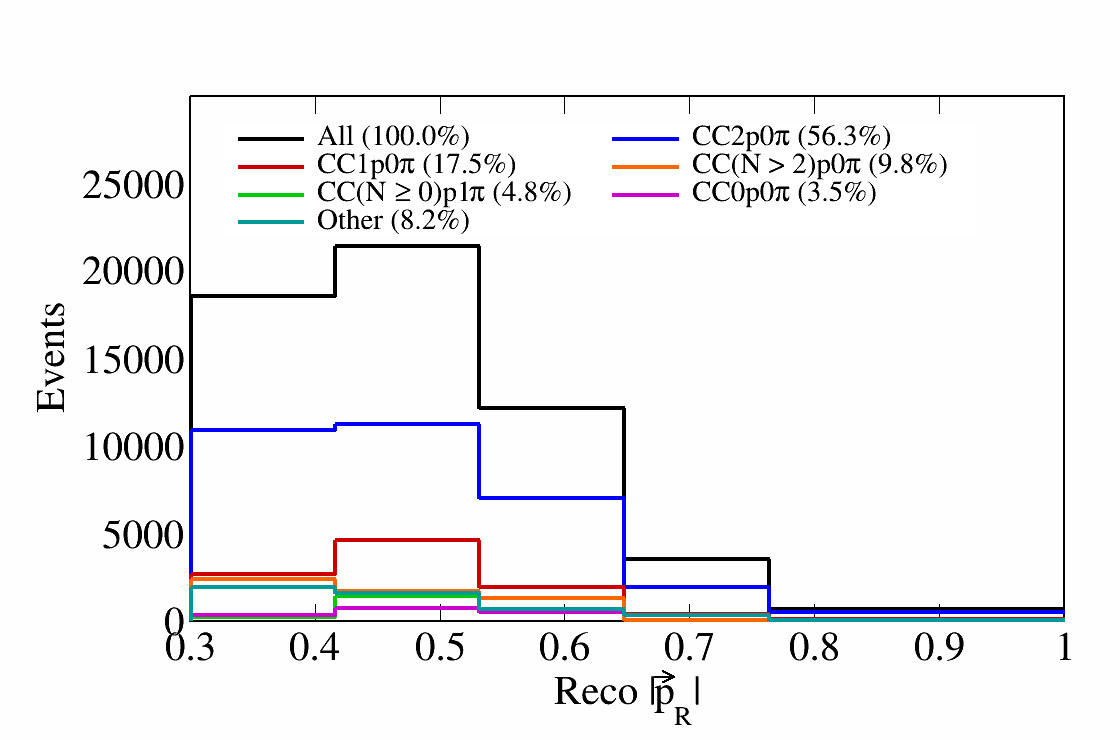 All (100.0%) CC2p0π (56.3%)
CC1p0π (17.5%) CC(N > 2)p0π (9.8%)
CC(N ≥ 0)p1π (4.8%) CC0p0π (3.5%)
Other (8.2%)
25000
20000
15000
10000
5000
0
Events
0.3 0.4 0.5 0.6 0.7 0.8 0.9 1
Reco |p⃗_R|